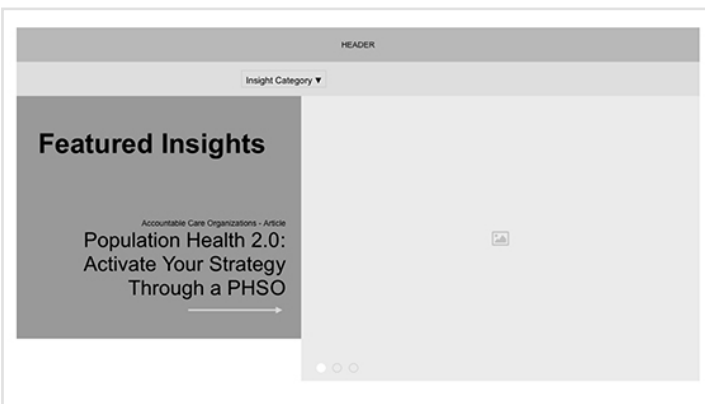 HEADER
Insight Category ▼
Featured Insights
Accountable Care Organizations - Article
Population Health 2.0:
Activate Your Strategy
Through a PHSO